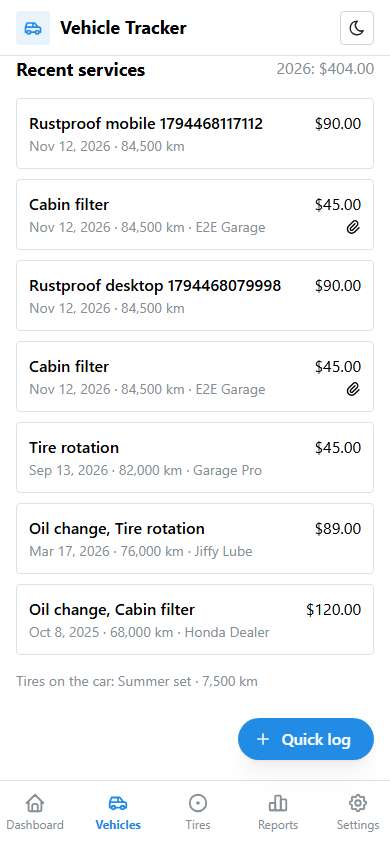 Vehicle Tracker
Recent services
2026: $404.00
Rustproof mobile 1794468117112
$90.00
Nov 12, 2026 · 84,500 km
Cabin filter
$45.00
Nov 12, 2026 · 84,500 km · E2E Garage
Rustproof desktop 1794468079998
$90.00
Nov 12, 2026 · 84,500 km
Cabin filter
$45.00
Nov 12, 2026 · 84,500 km · E2E Garage
Tire rotation
$45.00
Sep 13, 2026 · 82,000 km · Garage Pro
Oil change, Tire rotation
$89.00
Mar 17, 2026 · 76,000 km · Jiffy Lube
Oil change, Cabin filter
$120.00
Oct 8, 2025 · 68,000 km · Honda Dealer
Tires on the car: Summer set · 7,500 km
Quick log
Dashboard
Vehicles
Tires
Reports
Settings